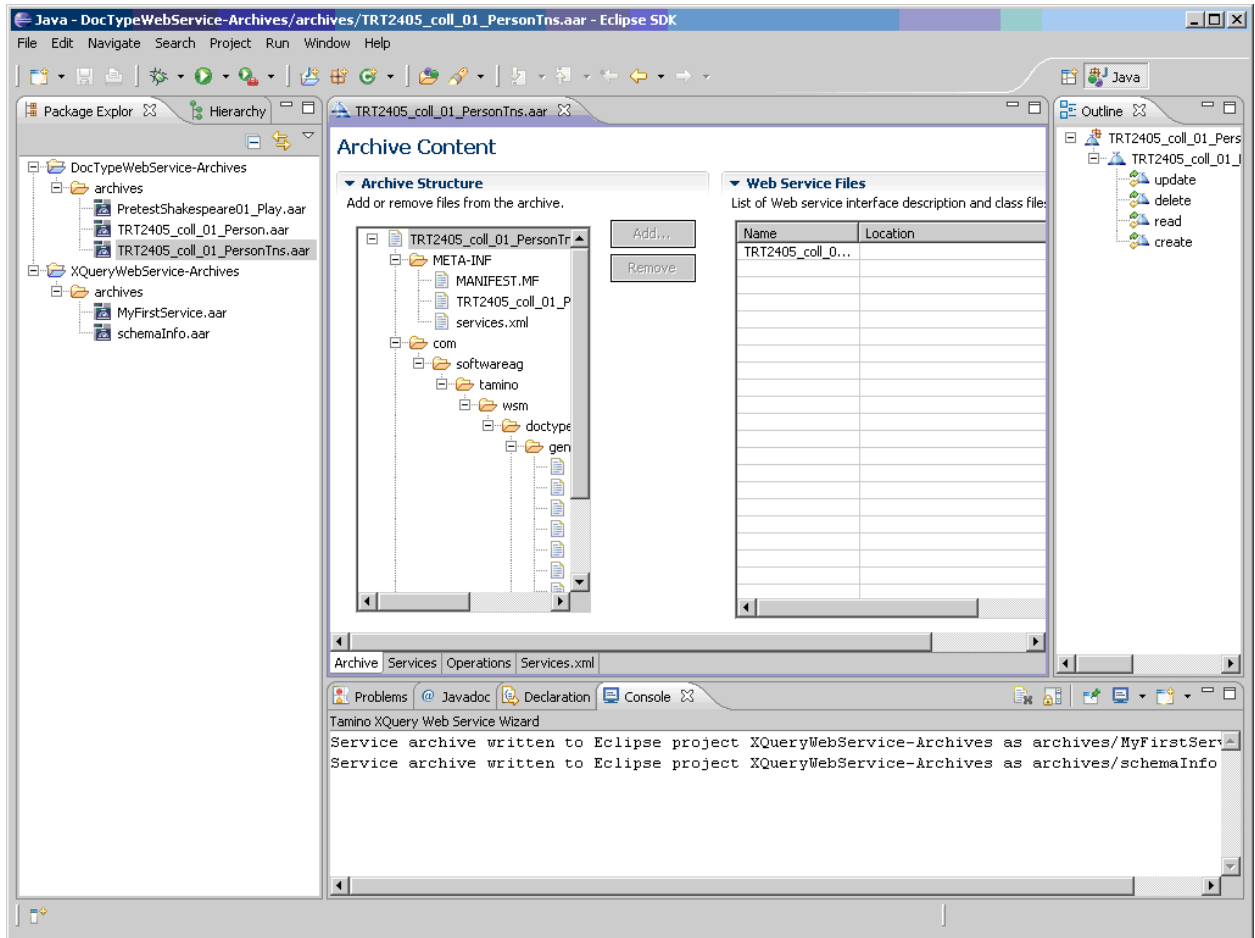 Java - DocTypeWebService-Archives/archives/TRT2405_coll_01_PersonTns.aar - Eclipse SDK
File Edit Navigate Search Project Run Window Help
Java
Package Explor
Hierarchy
DocTypeWebService-Archives
archives
PretestShakespeare01_Play.aar
TRT2405_coll_01_Person.aar
TRT2405_coll_01_PersonTns.aar
XQueryWebService-Archives
archives
MyFirstService.aar
schemaInfo.aar
TRT2405_coll_01_PersonTns.aar
Archive Content
Archive Structure
Add or remove files from the archive.
TRT2405_coll_01_PersonTr
META-INF
MANIFEST.MF
TRT2405_coll_01_P
services.xml
com
softwareag
tamino
wsm
doctype
gen
Add...
Remove
Web Service Files
List of Web service interface description and class file
Name Location
TRT2405_coll_0...
Archive Services Operations Services.xml
Outline
TRT2405_coll_01_Pers
TRT2405_coll_01_
update
delete
read
create
Problems @ Javadoc Declaration Console
Tamino XQuery Web Service Wizard
Service archive written to Eclipse project XQueryWebService-Archives as archives/MyFirstServ
Service archive written to Eclipse project XQueryWebService-Archives as archives/schemaInfo